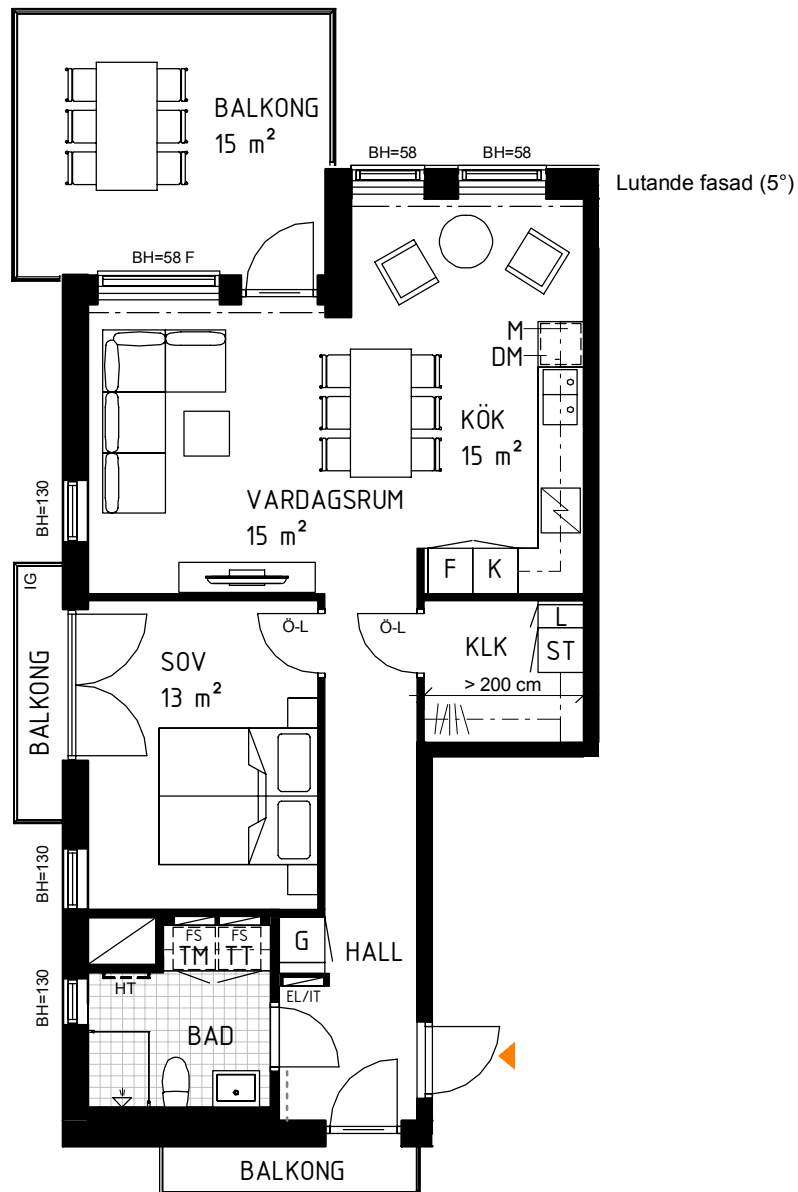 BALKONG
15 m²
BH=58
BH=58
Lutande fasad (5°)
BH=58 F
M
DM
KÖK
15 m²
BH=130
VARDAGSRUM
15 m²
F
K
IG
BALKONG
Ö-L
Ö-L
SOV
13 m²
KLK
L
ST
> 200 cm
BH=130
FS
FS
TM
TT
G
HALL
HT
EL/IT
BH=130
BAD
BALKONG